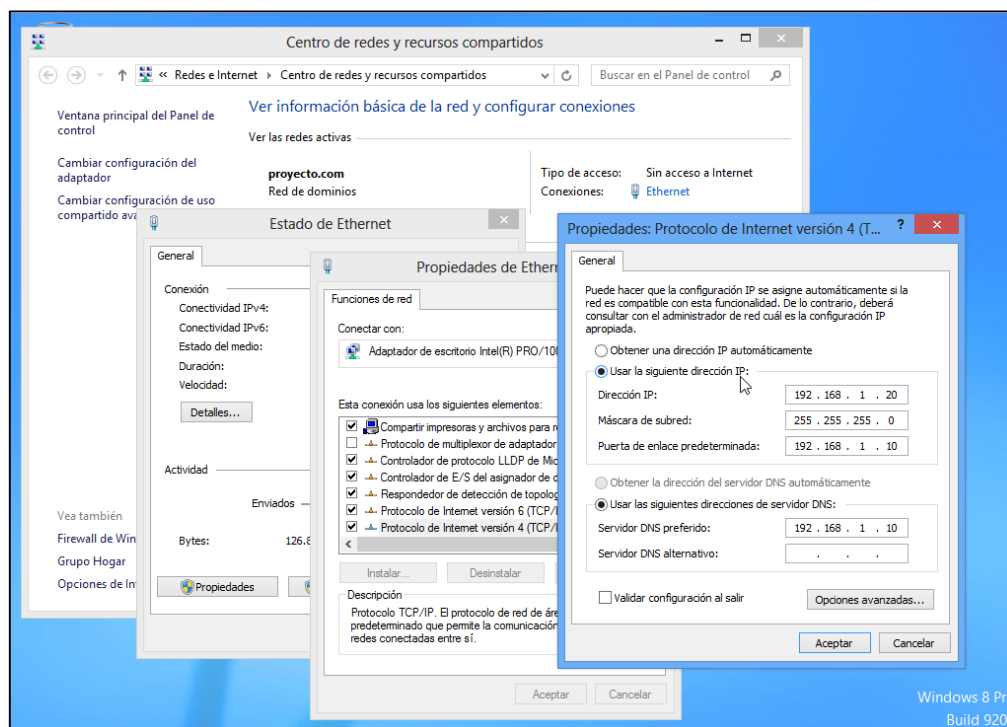 Centro de redes y recursos compartidos
« Redes e Internet › Centro de redes y recursos compartidos
Buscar en el Panel de control
Ventana principal del Panel de
control
Cambiar configuración del
adaptador
Cambiar configuración de uso
compartido
Ver información básica de la red y configurar conexiones
Ver las redes activas
proyecto.com
Red de dominios
Tipo de acceso: Sin acceso a Internet
Conexiones: Ethernet
Vea también
Firewall de
Grupo Hogar
Opciones de
Estado de Ethernet
General
Conexión
Conectividad IPv4:
Conectividad IPv6:
Estado del medio:
Duración:
Velocidad:
Detalles...
Actividad
Enviados
Bytes: 126.8
Propiedades
Propiedades de
Funciones de red
Conectar con:
Adaptador de escritorio Intel(R)
Esta conexión usa los siguientes elementos:
Compartir impresoras y archivos para
Protocolo de multiplexor de adaptador
Controlador de protocolo LLDP de
Controlador de E/S del asignador de
Respondedor de detección de
Protocolo de Internet versión 6
Protocolo de Internet versión 4
Instalar...
Desinstalar
Descripción
Protocolo TCP/IP. El protocolo de red de
predeterminado que permite la comunicación
redes conectadas entre sí.
Aceptar
Cancelar
Propiedades: Protocolo de Internet versión 4 (T...
General
Puede hacer que la configuración IP se asigne automáticamente si la
red es compatible con esta funcionalidad. De lo contrario, deberá
consultar con el administrador de red cuál es la configuración IP
apropiada.
Obtener una dirección IP automáticamente
Usar la siguiente dirección IP:
Dirección IP: 192 . 168 . 1 . 20
Máscara de subred: 255 . 255 . 255 . 0
Puerta de enlace predeterminada: 192 . 168 . 1 . 10
Obtener la dirección del servidor DNS automáticamente
Usar las siguientes direcciones de servidor DNS:
Servidor DNS preferido: 192 . 168 . 1 . 10
Servidor DNS alternativo: . . .
Validar configuración al salir
Opciones avanzadas...
Aceptar
Cancelar
Windows 8 Pr
Build 920